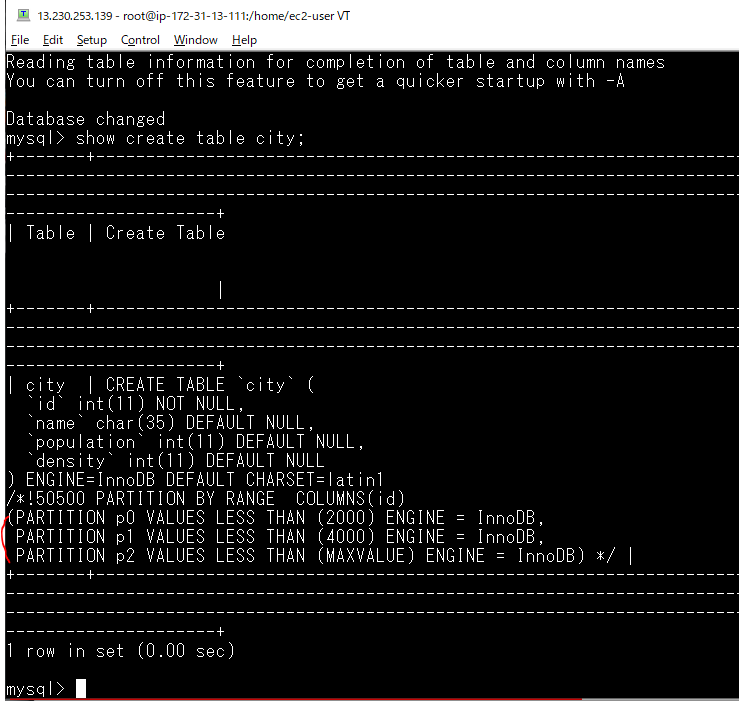 13.230.253.139 - root@ip-172-31-13-111:/home/ec2-user VT
File Edit Setup Control Window Help
Reading table information for completion of table and column names
You can turn off this feature to get a quicker startup with -A
Database changed
mysql> show create table city;
+-------+----------------------------------------------------------------
--------------------------------------------------------------------------
--------------------------------------------------------------------------
---------------------+
| Table | Create Table
|
+-------+----------------------------------------------------------------
--------------------------------------------------------------------------
--------------------------------------------------------------------------
---------------------+
| city  | CREATE TABLE `city` (
  `id` int(11) NOT NULL,
  `name` char(35) DEFAULT NULL,
  `population` int(11) DEFAULT NULL,
  `density` int(11) DEFAULT NULL
) ENGINE=InnoDB DEFAULT CHARSET=latin1
/*!50500 PARTITION BY RANGE  COLUMNS(id)
(PARTITION p0 VALUES LESS THAN (2000) ENGINE = InnoDB,
 PARTITION p1 VALUES LESS THAN (4000) ENGINE = InnoDB,
 PARTITION p2 VALUES LESS THAN (MAXVALUE) ENGINE = InnoDB) */ |
+-------+----------------------------------------------------------------
--------------------------------------------------------------------------
--------------------------------------------------------------------------
---------------------+
1 row in set (0.00 sec)
mysql>